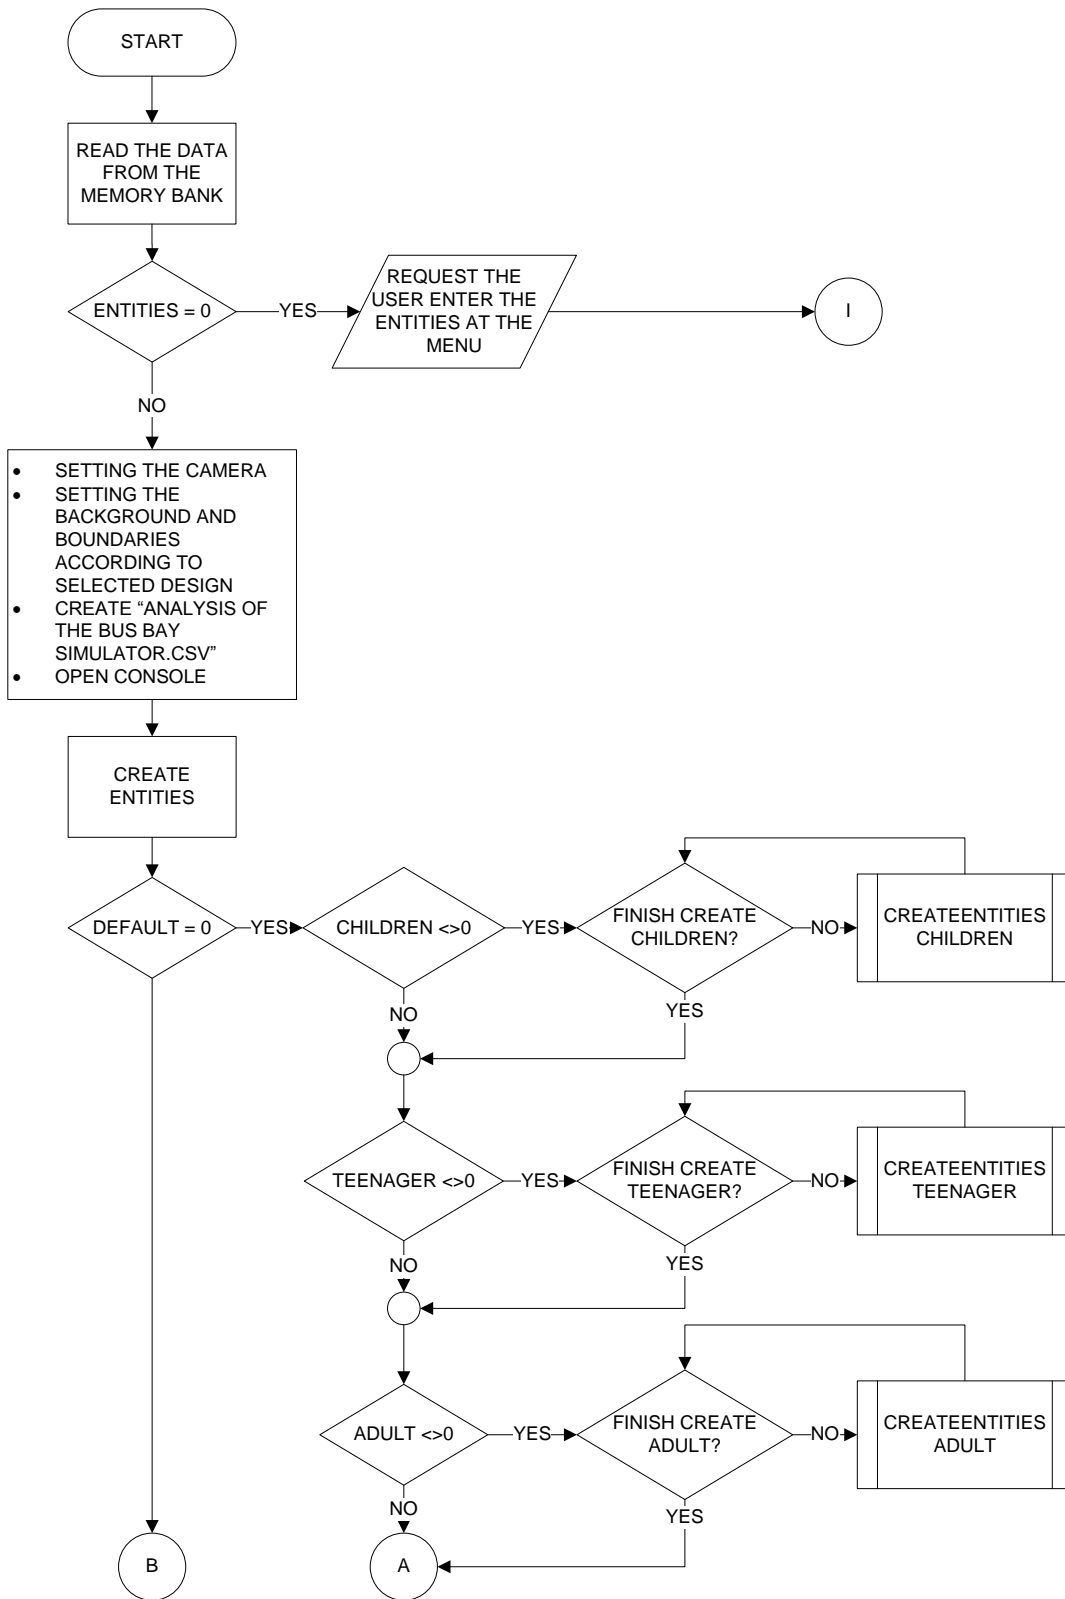 START
READ THE DATA
FROM THE
MEMORY BANK
ENTITIES = 0
YES
REQUEST THE
USER ENTER THE
ENTITIES AT THE
MENU
I
NO
• SETTING THE CAMERA
• SETTING THE
BACKGROUND AND
BOUNDARIES
ACCORDING TO
SELECTED DESIGN
• CREATE “ANALYSIS OF
THE BUS BAY
SIMULATOR.CSV”
• OPEN CONSOLE
CREATE
ENTITIES
DEFAULT = 0
YES
CHILDREN <>0
YES
FINISH CREATE
CHILDREN?
NO
CREATEENTITIES
CHILDREN
NO
YES
TEENAGER <>0
YES
FINISH CREATE
TEENAGER?
NO
CREATEENTITIES
TEENAGER
NO
YES
ADULT <>0
YES
FINISH CREATE
ADULT?
NO
CREATEENTITIES
ADULT
NO
YES
B
A